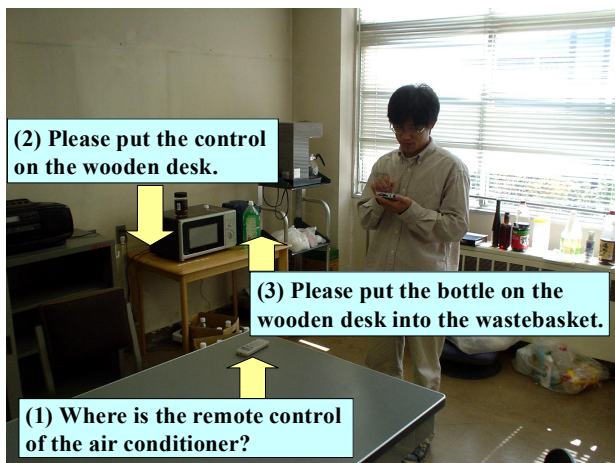 (2) Please put the control
on the wooden desk.
(3) Please put the bottle on the
wooden desk into the wastebasket.
(1) Where is the remote control
of the air conditioner?